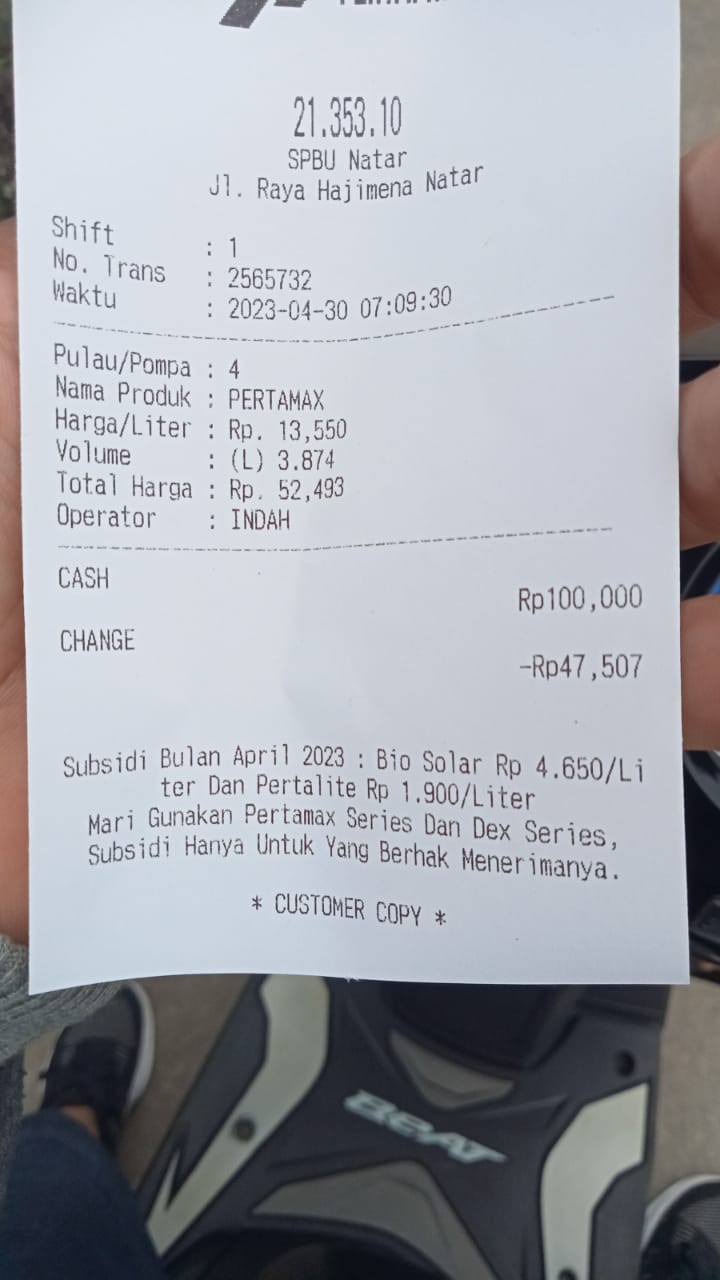 21.353.10
SPBU Natar
Jl. Raya Hajimena Natar
Shift : 1
No. Trans : 2565732
Waktu : 2023-04-30 07:09:30
Pulau/Pompa : 4
Nama Produk : PERTAMAX
Harga/Liter : Rp. 13,550
Volume : (L) 3.874
Total Harga : Rp. 52,493
Operator : INDAH
CASH Rp100,000
CHANGE -Rp47,507
Subsidi Bulan April 2023 : Bio Solar Rp 4.650/Li
ter Dan Pertalite Rp 1.900/Liter
Mari Gunakan Pertamax Series Dan Dex Series,
Subsidi Hanya Untuk Yang Berhak Menerimanya.
* CUSTOMER COPY *
BeAT